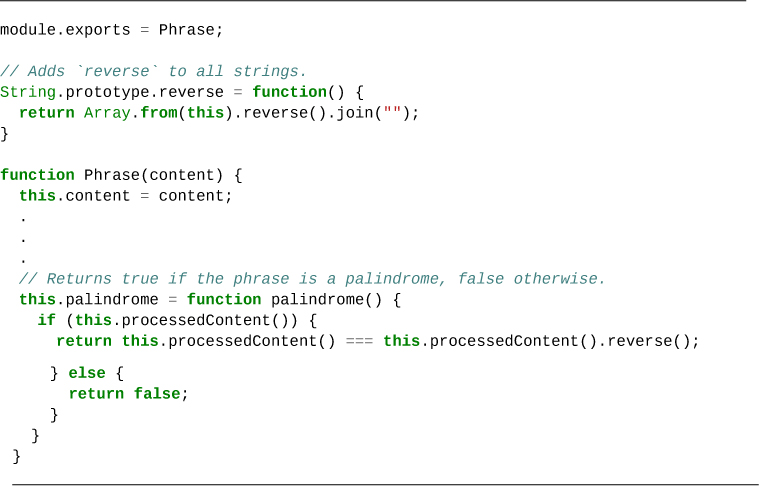 module.exports = Phrase;
// Adds `reverse` to all strings.
String.prototype.reverse = function() {
  return Array.from(this).reverse().join("");
}
function Phrase(content) {
  this.content = content;
  .
  .
  .
  // Returns true if the phrase is a palindrome, false otherwise.
  this.palindrome = function palindrome() {
    if (this.processedContent()) {
      return this.processedContent() === this.processedContent().reverse();
    } else {
      return false;
    }
  }
}